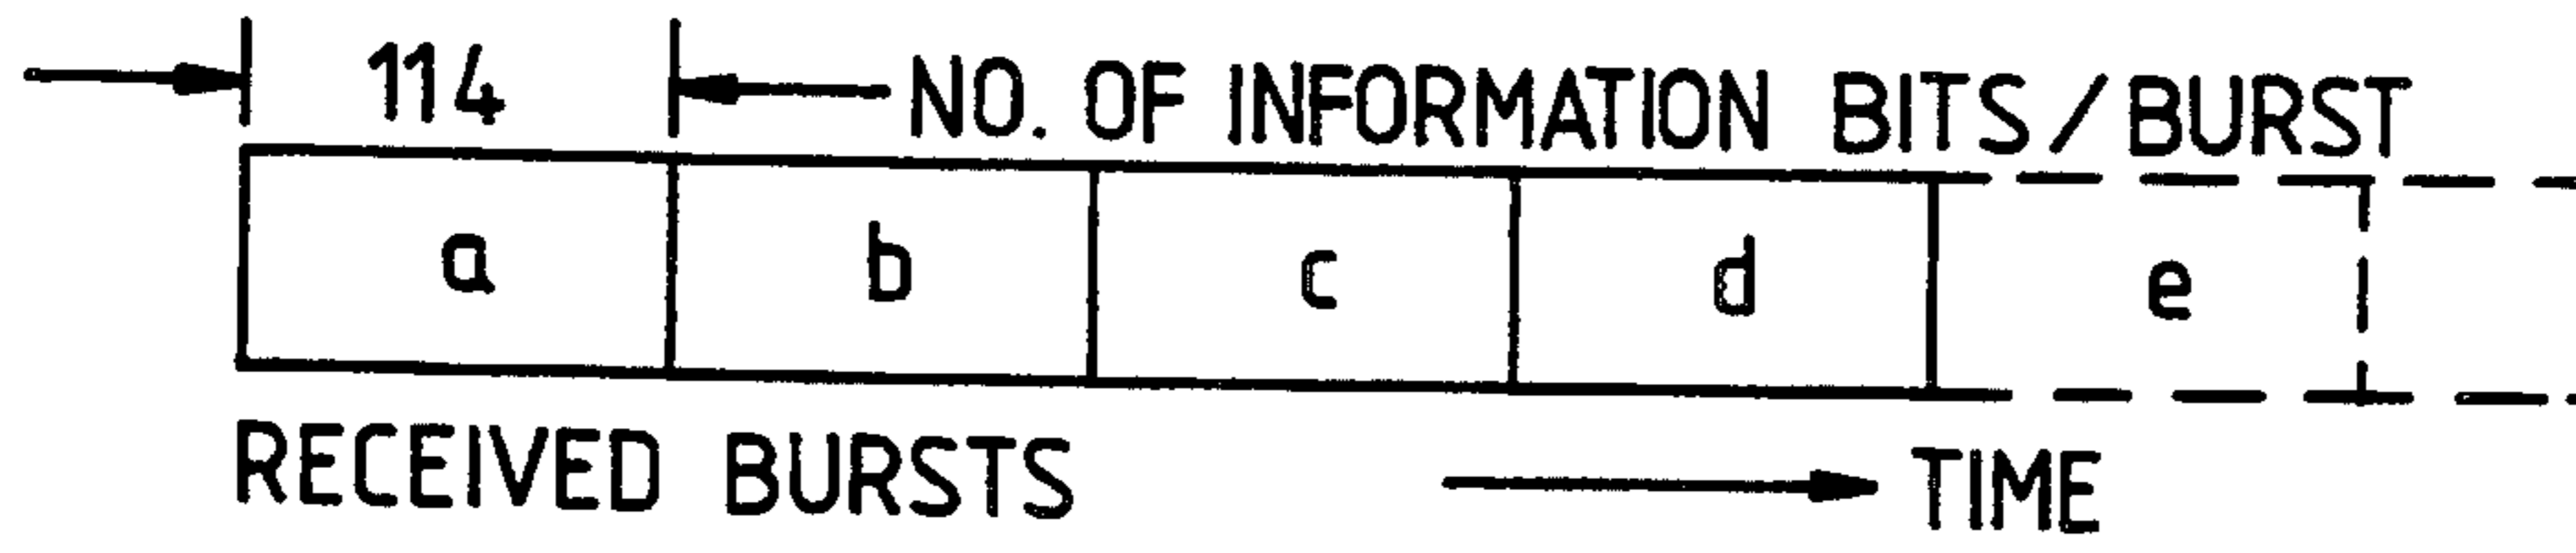 114 NO. OF INFORMATION BITS/BURST
a b c d e
RECEIVED BURSTS TIME